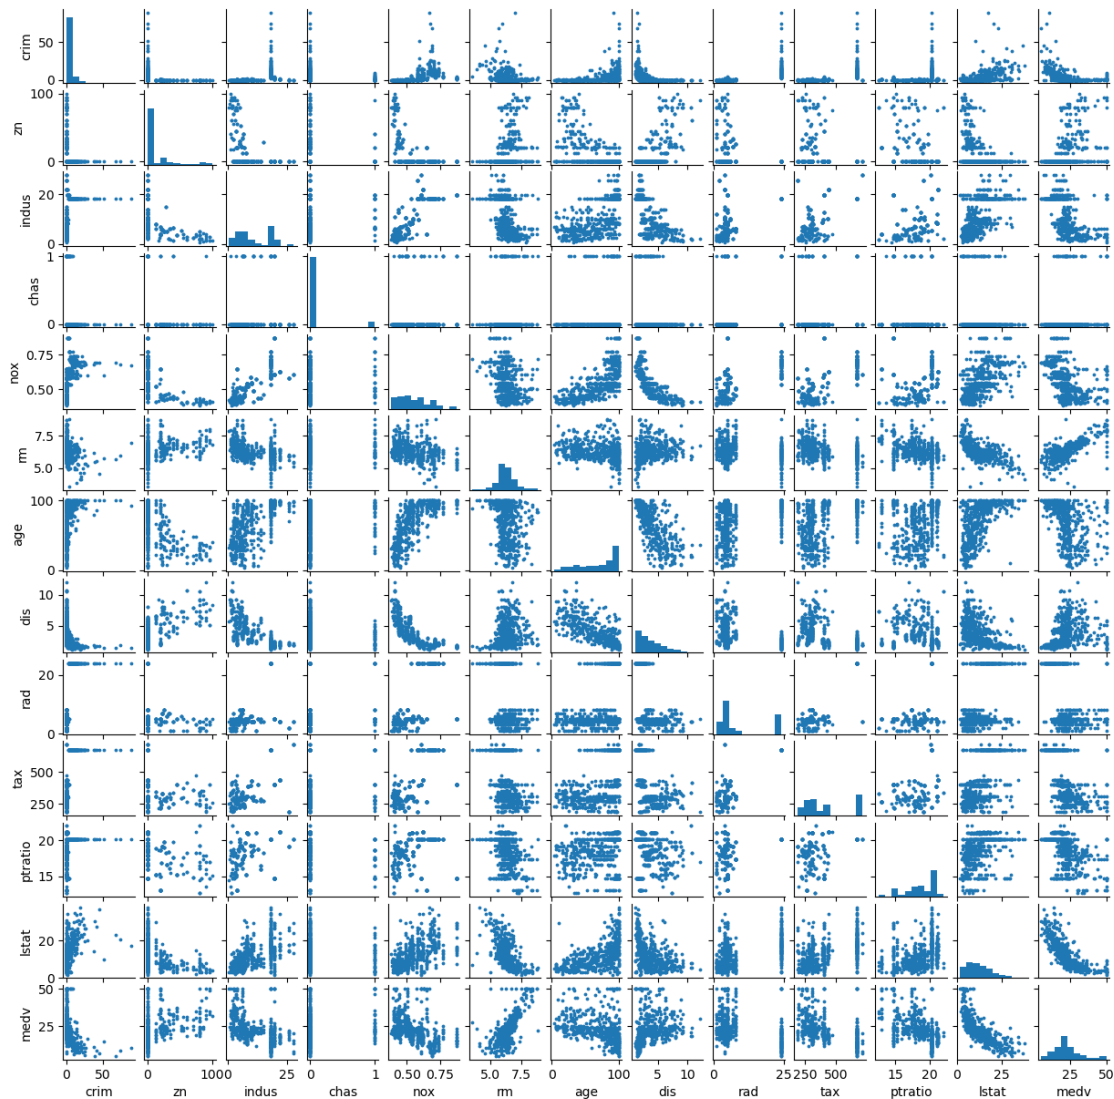 crim
50
0
zn
100
0
indus
20
0
chas
1
0
nox
0.75
0.50
rm
7.5
5.0
age
100
0
dis
10
5
rad
20
0
tax
500
250
ptratio
20
15
lstat
20
0
medv
50
25
0 50 0 100 0 25 0 1 0.50 0.75 5.0 7.5 0 100 5 10 0 25 250 500 15 20 0 25 25 50
crim zn indus chas nox rm age dis rad tax ptratio lstat medv